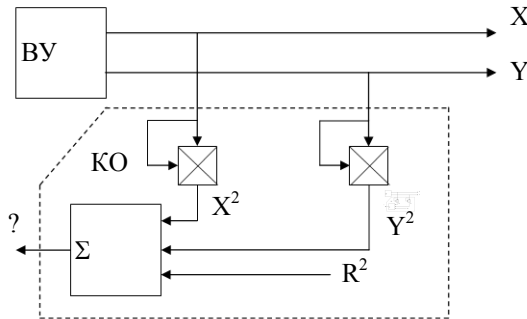 X
ВУ
Y
КО
X²
Y²
?
Σ
R²